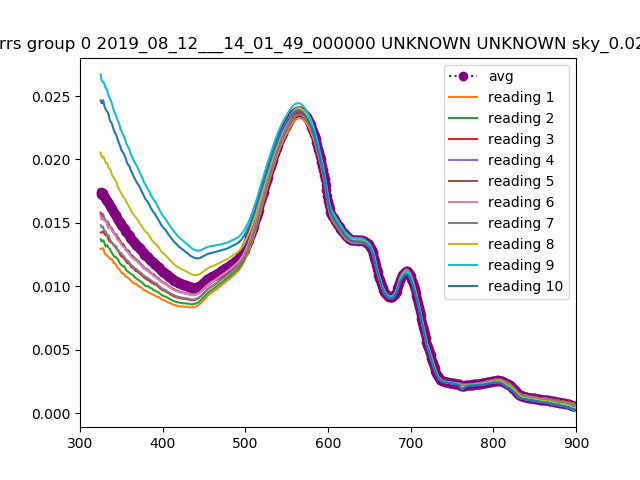 rrs group 0 2019_08_12___14_01_49_000000 UNKNOWN UNKNOWN sky_0.02
0.025
0.020
0.015
0.010
0.005
0.000
300 400 500 600 700 800 900
avg
reading 1
reading 2
reading 3
reading 4
reading 5
reading 6
reading 7
reading 8
reading 9
reading 10